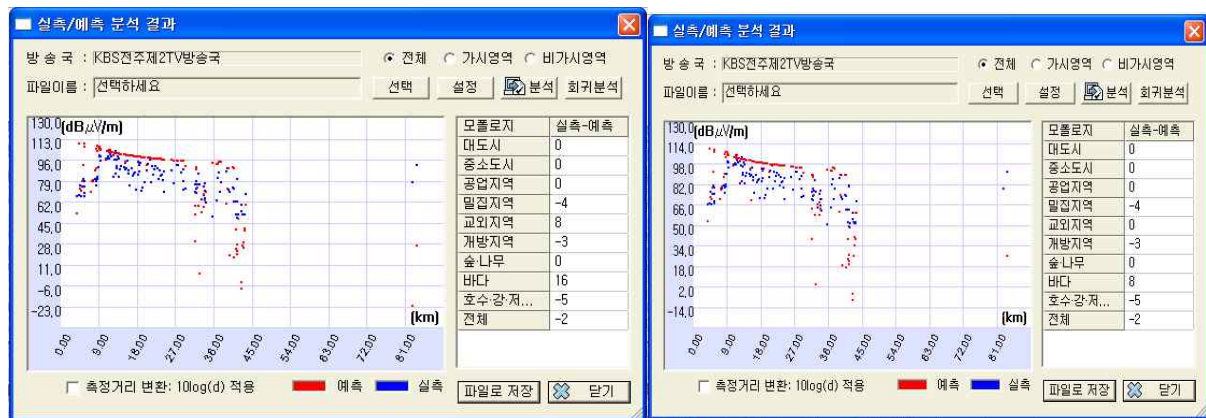 실측/예측 분석 결과
방 송 국 : KBS전주제2TV방송국
전체 가시영역 비가시영역
파일이름 : 선택하세요
선택 설정 분석 회귀분석
(dBμV/m)
130.0
113.0
96.0
79.0
62.0
45.0
28.0
11.0
-6.0
-23.0
(km)
0.00 9.00 18.00 27.00 36.00 45.00 54.00 63.00 72.00 81.00
모폴로지 실측-예측
대도시 0
중소도시 0
공업지역 0
밀집지역 -4
교외지역 8
개방지역 -3
숲·나무 0
바다 16
호수·강·저... -5
전체 -2
측정거리 변환: 10log(d) 적용
예측 실측
파일로 저장 닫기
실측/예측 분석 결과
방 송 국 : KBS전주제2TV방송국
전체 가시영역 비가시영역
파일이름 : 선택하세요
선택 설정 분석 회귀분석
(dBμV/m)
130.0
114.0
98.0
82.0
66.0
50.0
34.0
18.0
2.0
-14.0
(km)
0.00 9.00 18.00 27.00 36.00 45.00 54.00 63.00 72.00 81.00
모폴로지 실측-예측
대도시 0
중소도시 0
공업지역 0
밀집지역 -4
교외지역 0
개방지역 -3
숲·나무 0
바다 8
호수·강·저... -5
전체 -2
측정거리 변환: 10log(d) 적용
예측 실측
파일로 저장 닫기